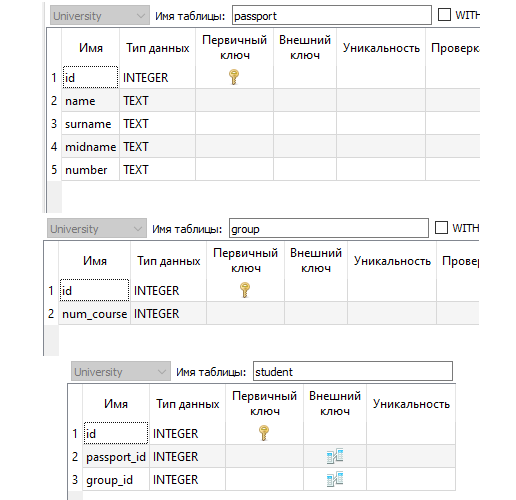 University Имя таблицы: passport WITH
Имя Тип данных Первичный ключ Внешний ключ Уникальность Проверк
1 id INTEGER
2 name TEXT
3 surname TEXT
4 midname TEXT
5 number TEXT
University Имя таблицы: group WITH
Имя Тип данных Первичный ключ Внешний ключ Уникальность Провер
1 id INTEGER
2 num_course INTEGER
University Имя таблицы: student
Имя Тип данных Первичный ключ Внешний ключ Уникальность
1 id INTEGER
2 passport_id INTEGER
3 group_id INTEGER